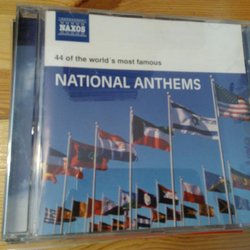 NAXOS
44 of the world's most famous
NATIONAL ANTHEMS